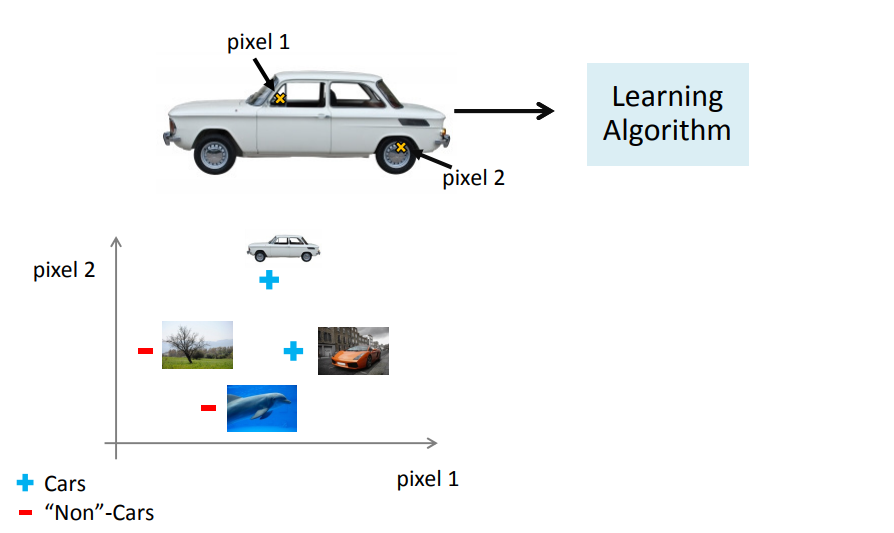 pixel 1
Learning
Algorithm
pixel 2
pixel 2
pixel 1
Cars
“Non”-Cars